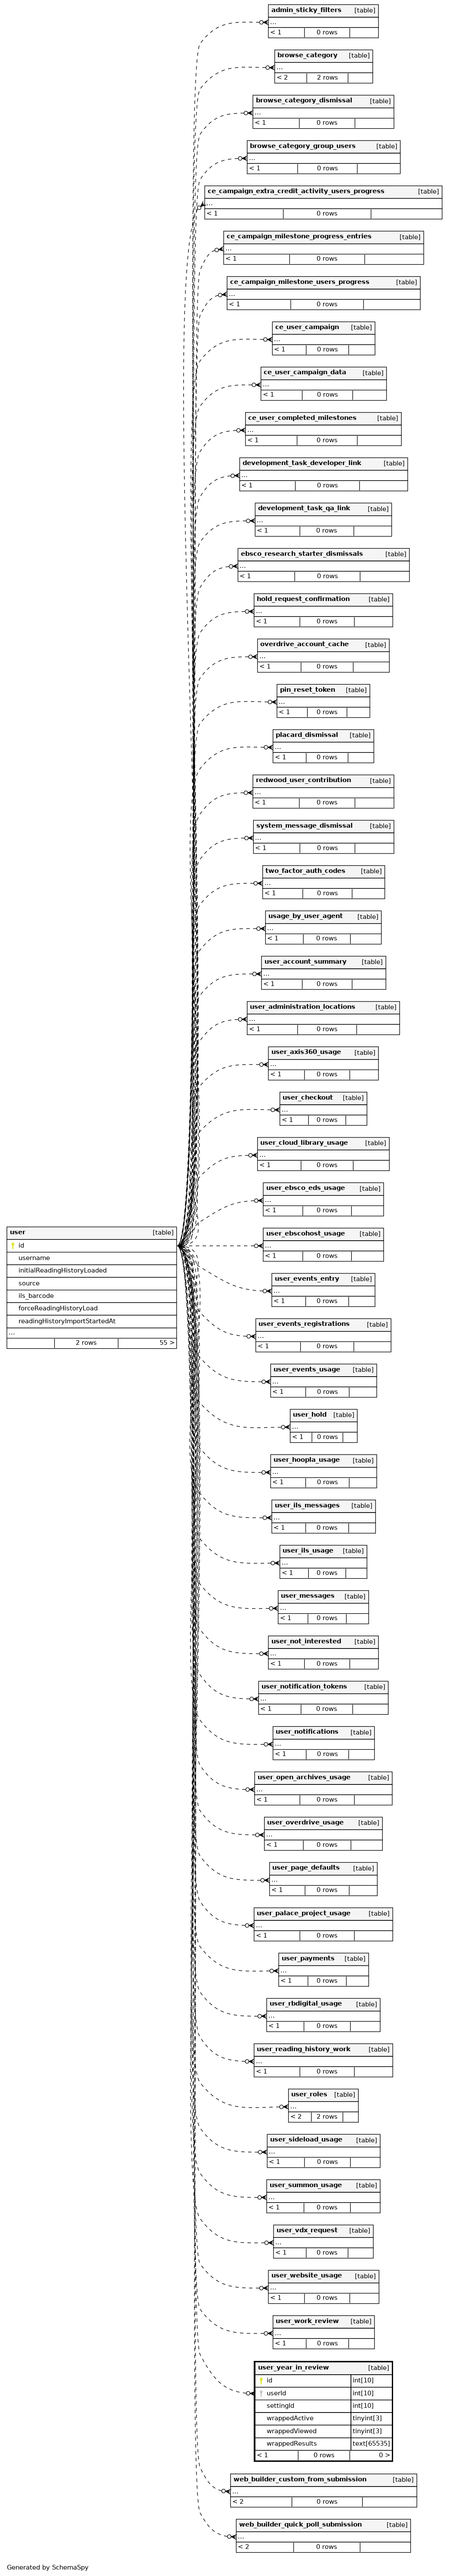 admin_sticky_filters [table]
...
< 1 0 rows
browse_category [table]
...
< 2 2 rows
browse_category_dismissal [table]
...
< 1 0 rows
browse_category_group_users [table]
...
< 1 0 rows
ce_campaign_extra_credit_activity_users_progress [table]
...
< 1 0 rows
ce_campaign_milestone_progress_entries [table]
...
< 1 0 rows
ce_campaign_milestone_users_progress [table]
...
< 1 0 rows
ce_user_campaign [table]
...
< 1 0 rows
ce_user_campaign_data [table]
...
< 1 0 rows
ce_user_completed_milestones [table]
...
< 1 0 rows
development_task_developer_link [table]
...
< 1 0 rows
development_task_qa_link [table]
...
< 1 0 rows
ebsco_research_starter_dismissals [table]
...
< 1 0 rows
hold_request_confirmation [table]
...
< 1 0 rows
overdrive_account_cache [table]
...
< 1 0 rows
pin_reset_token [table]
...
< 1 0 rows
placard_dismissal [table]
...
< 1 0 rows
redwood_user_contribution [table]
...
< 1 0 rows
system_message_dismissal [table]
...
< 1 0 rows
two_factor_auth_codes [table]
...
< 1 0 rows
usage_by_user_agent [table]
...
< 1 0 rows
user_account_summary [table]
...
< 1 0 rows
user_administration_locations [table]
...
< 1 0 rows
user_axis360_usage [table]
...
< 1 0 rows
user_checkout [table]
...
< 1 0 rows
user_cloud_library_usage [table]
...
< 1 0 rows
user_ebsco_eds_usage [table]
...
< 1 0 rows
user [table]
id
username
initialReadingHistoryLoaded
source
ils_barcode
forceReadingHistoryLoad
readingHistoryImportStartedAt
...
2 rows 55 >
user_ebscohost_usage [table]
...
< 1 0 rows
user_events_entry [table]
...
< 1 0 rows
user_events_registrations [table]
...
< 1 0 rows
user_events_usage [table]
...
< 1 0 rows
user_hold [table]
...
< 1 0 rows
user_hoopla_usage [table]
...
< 1 0 rows
user_ils_messages [table]
...
< 1 0 rows
user_ils_usage [table]
...
< 1 0 rows
user_messages [table]
...
< 1 0 rows
user_not_interested [table]
...
< 1 0 rows
user_notification_tokens [table]
...
< 1 0 rows
user_notifications [table]
...
< 1 0 rows
user_open_archives_usage [table]
...
< 1 0 rows
user_overdrive_usage [table]
...
< 1 0 rows
user_page_defaults [table]
...
< 1 0 rows
user_palace_project_usage [table]
...
< 1 0 rows
user_payments [table]
...
< 1 0 rows
user_rbdigital_usage [table]
...
< 1 0 rows
user_reading_history_work [table]
...
< 1 0 rows
user_roles [table]
...
< 2 2 rows
user_sideload_usage [table]
...
< 1 0 rows
user_summon_usage [table]
...
< 1 0 rows
user_vdx_request [table]
...
< 1 0 rows
user_website_usage [table]
...
< 1 0 rows
user_work_review [table]
...
< 1 0 rows
user_year_in_review [table]
id int[10]
userId int[10]
settingId int[10]
wrappedActive tinyint[3]
wrappedViewed tinyint[3]
wrappedResults text[65535]
< 1 0 rows 0 >
web_builder_custom_from_submission [table]
...
< 2 0 rows
web_builder_quick_poll_submission [table]
...
< 2 0 rows
Generated by SchemaSpy